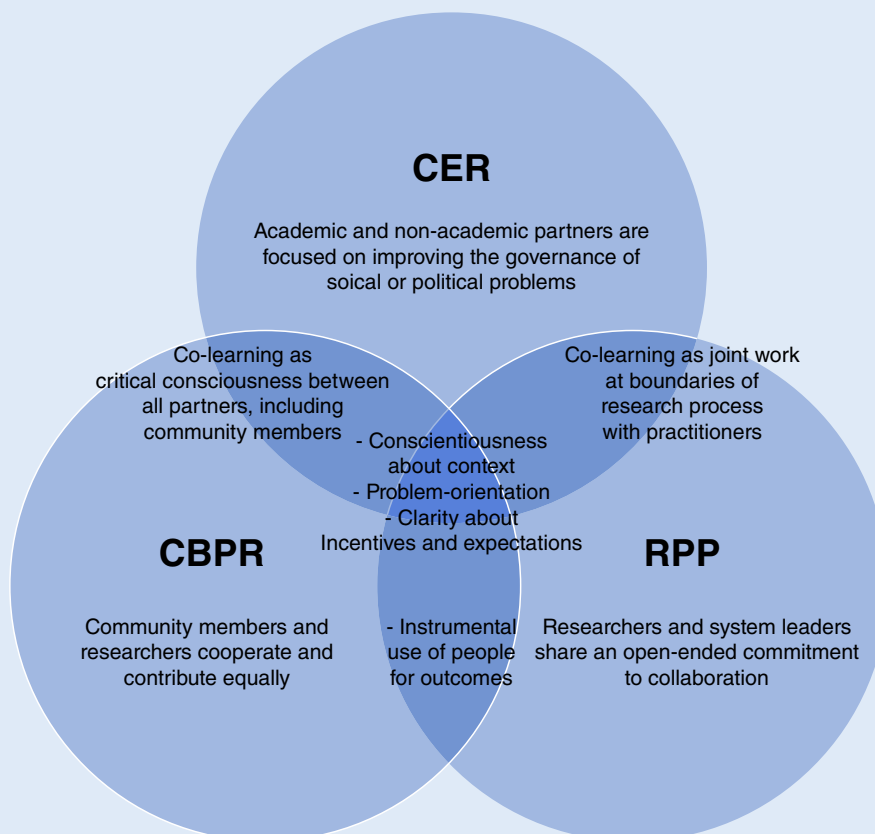 CER
Academic and non-academic partners are
focused on improving the governance of
soical or political problems
Co-learning as
critical consciousness between
all partners, including
community members
Co-learning as joint work
at boundaries of
research process
with practitioners
- Conscientiousness
about context
- Problem-orientation
- Clarity about
Incentives and expectations
CBPR
Community members and
researchers cooperate and
contribute equally
- Instrumental
use of people
for outcomes
RPP
Researchers and system leaders
share an open-ended commitment
to collaboration